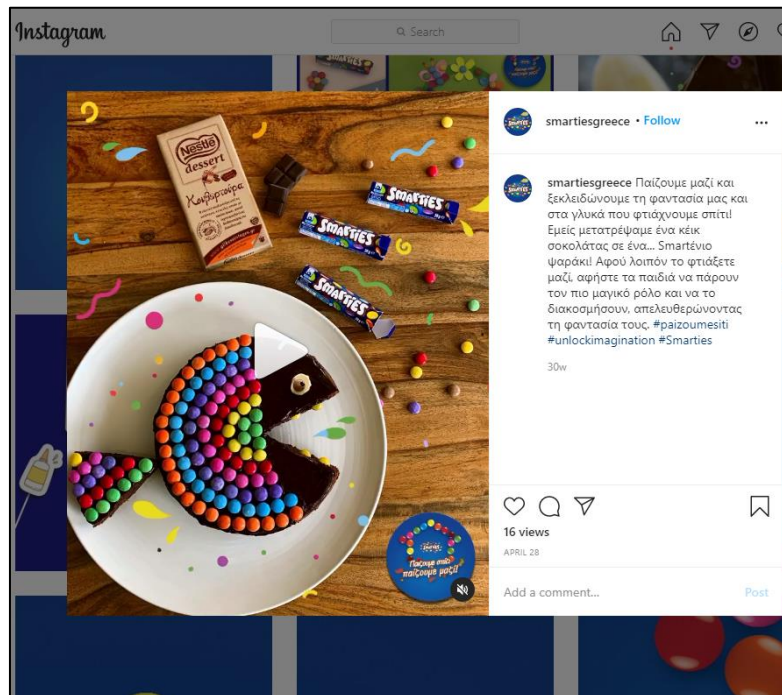 Instagram
Search
Nestlé
dessert
Κουβερτούρα
SMARTIES
SMARTIES
SMARTIES
Παίζουμε σπίτι
παίζουμε μαζί!
smartiesgreece • Follow
smartiesgreece Παίζουμε μαζί και
ξεκλειδώνουμε τη φαντασία μας και
στα γλυκά που φτιάχνουμε σπίτι!
Εμείς μετατρέψαμε ένα κέικ
σοκολάτας σε ένα... Smartένιο
ψαράκι! Αφού λοιπόν το φτιάξετε
μαζί, αφήστε τα παιδιά να πάρουν
τον πιο μαγικό ρόλο και να το
διακοσμήσουν, απελευθερώνοντας
τη φαντασία τους. #paizoumesiti
#unlockimagination #Smarties
30w
16 views
APRIL 28
Add a comment...
Post